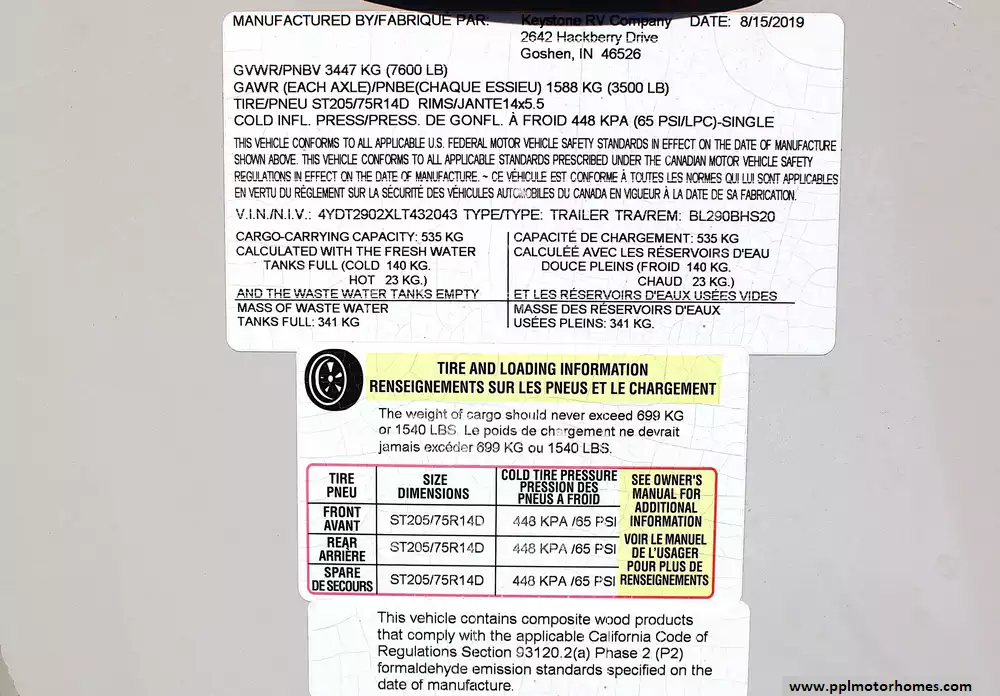 MANUFACTURED BY/FABRIQUÉ PAR: Keystone RV Company DATE: 8/15/2019
2642 Hackberry Drive
Goshen, IN 46526
GVWR/PNBV 3447 KG (7600 LB)
GAWR (EACH AXLE)/PNBE(CHAQUE ESSIEU) 1588 KG (3500 LB)
TIRE/PNEU ST205/75R14D RIMS/JANTE14x5.5
COLD INFL. PRESS/PRESS. DE GONFL. À FROID 448 KPA (65 PSI/LPC)-SINGLE
THIS VEHICLE CONFORMS TO ALL APPLICABLE U.S. FEDERAL MOTOR VEHICLE SAFETY STANDARDS IN EFFECT ON THE DATE OF MANUFACTURE
SHOWN ABOVE. THIS VEHICLE CONFORMS TO ALL APPLICABLE STANDARDS PRESCRIBED UNDER THE CANADIAN MOTOR VEHICLE SAFETY
REGULATIONS IN EFFECT ON THE DATE OF MANUFACTURE. ~ CE VÉHICULE EST CONFORME À TOUTES LES NORMES QUI LUI SONT APPLICABLES
EN VERTU DU RÈGLEMENT SUR LA SÉCURITÉ DES VÉHICULES AUTOMOBILES DU CANADA EN VIGUEUR À LA DATE DE SA FABRICATION.
V.I.N./N.I.V.: 4YDT2902XLT432043 TYPE/TYPE: TRAILER TRA/REM: BL290BHS20
CARGO-CARRYING CAPACITY: 535 KG
CALCULATED WITH THE FRESH WATER
TANKS FULL (COLD 140 KG.
HOT 23 KG.)
AND THE WASTE WATER TANKS EMPTY
MASS OF WASTE WATER
TANKS FULL: 341 KG
CAPACITÉ DE CHARGEMENT: 535 KG
CALCULÉE AVEC LES RÉSERVOIRS D'EAU
DOUCE PLEINS (FROID 140 KG.
CHAUD 23 KG.)
ET LES RÉSERVOIRS D'EAUX USÉES VIDES
MASSE DES RÉSERVOIRS D'EAUX
USÉES PLEINS: 341 KG.
TIRE AND LOADING INFORMATION
RENSEIGNEMENTS SUR LES PNEUS ET LE CHARGEMENT
The weight of cargo should never exceed 699 KG
or 1540 LBS. Le poids de chargement ne devrait
jamais excéder 699 KG ou 1540 LBS.
TIRE
PNEU
SIZE
DIMENSIONS
COLD TIRE PRESSURE
PRESSION DES
PNEUS A FROID
FRONT
AVANT
ST205/75R14D
448 KPA /65 PSI
REAR
ARRIÈRE
ST205/75R14D
448 KPA /65 PSI
SPARE
DE SECOURS
ST205/75R14D
448 KPA /65 PSI
SEE OWNER'S
MANUAL FOR
ADDITIONAL
INFORMATION
VOIR LE MANUEL
DE L'USAGER
POUR PLUS DE
RENSEIGNEMENTS
This vehicle contains composite wood products
that comply with the applicable California Code of
Regulations Section 93120.2(a) Phase 2 (P2)
formaldehyde emission standards specified on the
date of manufacture.
www.pplmotorhomes.com